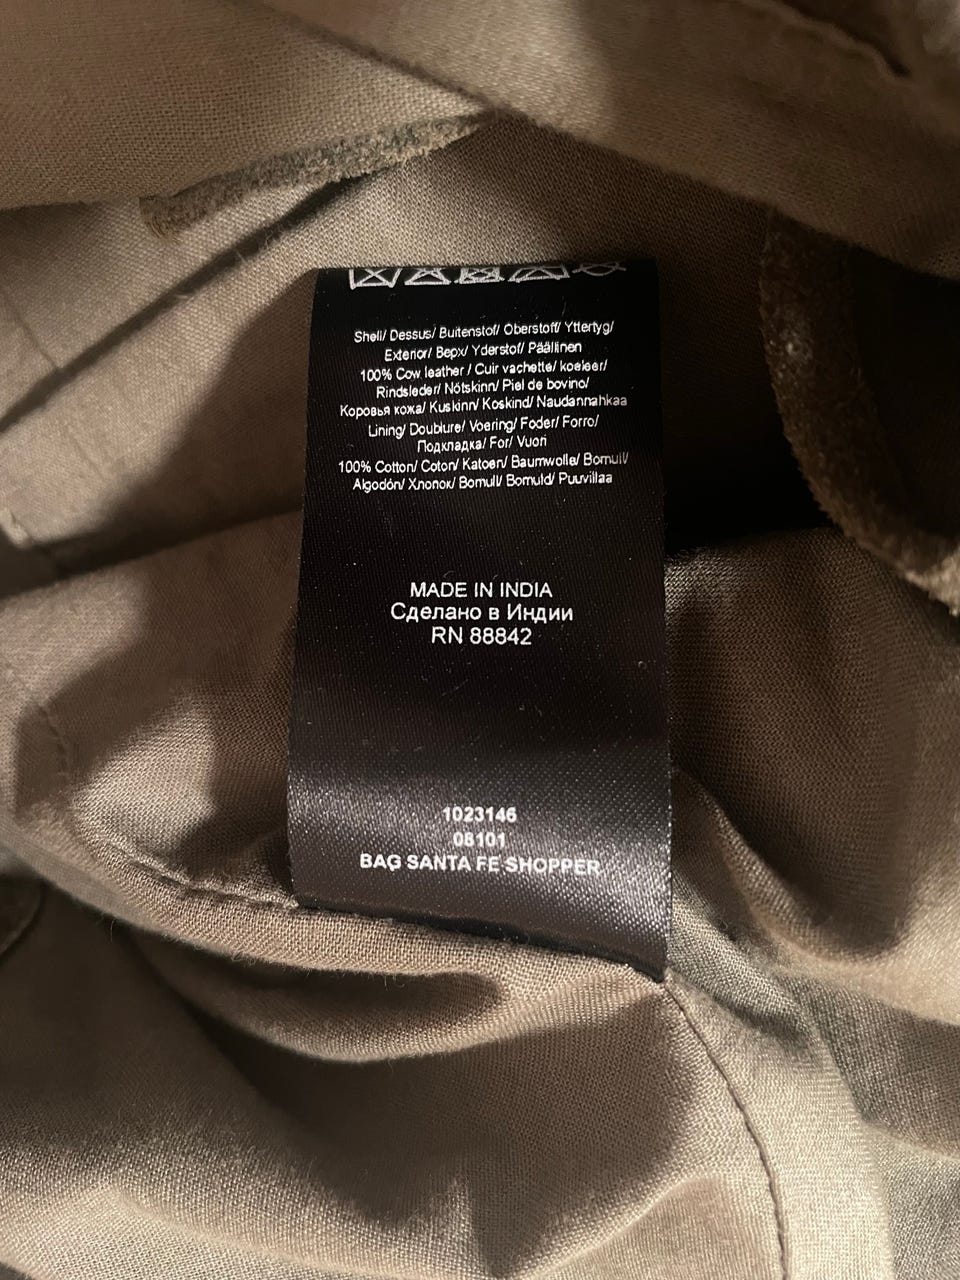 Shell/ Dessus/ Buitenstof/ Oberstoff/ Yttertyg/
Exterior/ Верх/ Yderstof/ Päällinen
100% Cow leather / Cuir vachette/ koeleer/
Rindsleder/ Nötskinn/ Piel de bovino/
Коровья кожа/ Kuskinn/ Koskind/ Naudannahkaa
Lining/ Doublure/ Voering/ Foder/ Forro/
Подкладка/ For/ Vuori
100% Cotton/ Coton/ Katoen/ Baumwolle/ Bomull/
Algodón/ Хлопок/ Bomull/ Bomuld/ Puuvillaa
MADE IN INDIA
Сделано в Индии
RN 88842
1023146
08101
BAG SANTA FE SHOPPER